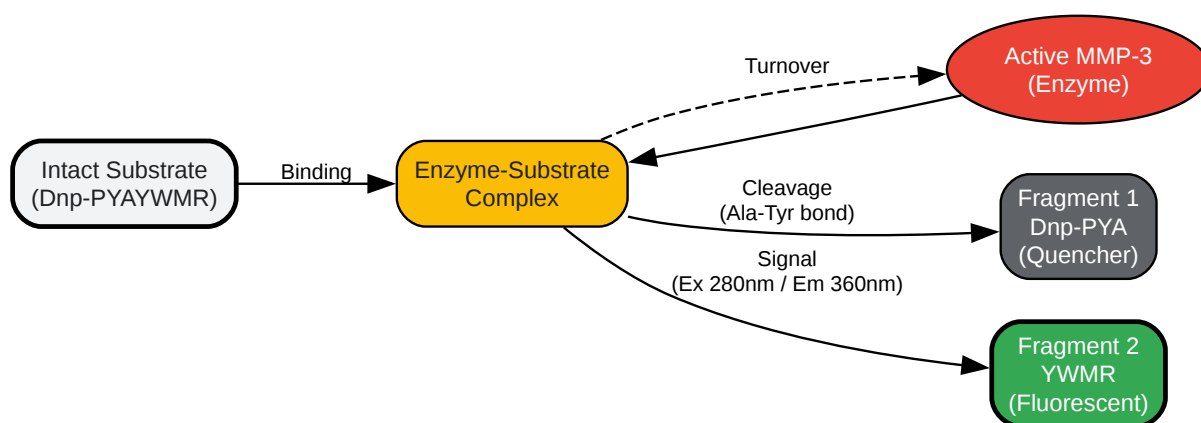 Intact Substrate
(Dnp-PYAYWMR)
Binding
Enzyme-Substrate
Complex
Turnover
Active MMP-3
(Enzyme)
Cleavage
(Ala-Tyr bond)
Fragment 1
Dnp-PYA
(Quencher)
Signal
(Ex 280nm / Em 360nm)
Fragment 2
YWMR
(Fluorescent)